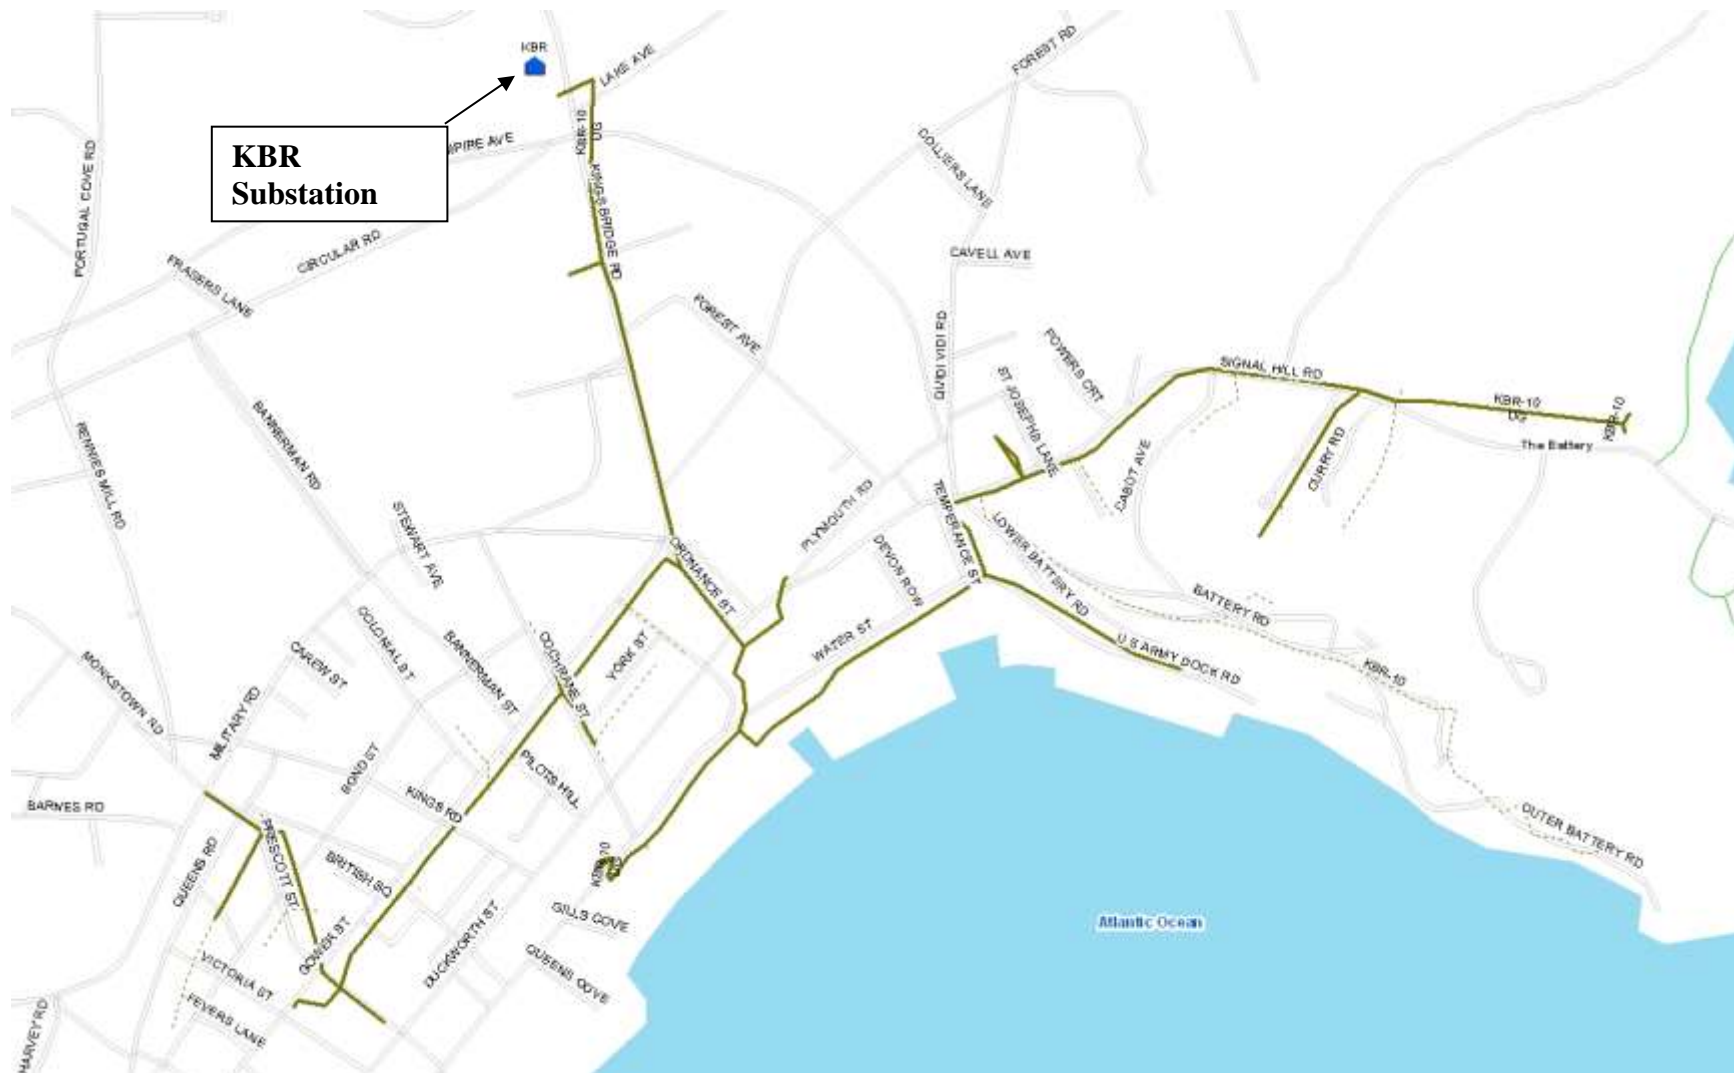 KBR
LAKE AVE
FOREST RD
KBR
Substation
KBR-10
UG
COLLIERS LANE
PORTUGAL COVE RD
KINGS BRIDGE RD
CIRCULAR RD
FRASERS LANE
CAVELL AVE
FOREST AVE
QUIDI VIDI RD
POWERS CRT
SIGNAL HILL RD
ST JOSEPHS LANE
KBR-10
UG
KBR-10
The Battery
BANNERMAN RD
RENNIES MILL RD
CABOT AVE
CURRY RD
STEWART AVE
PLYMOUTH RD
TEMPERANCE ST
LOWER BATTERY RD
DEVON ROW
ORDNANCE ST
BATTERY RD
COLONIAL ST
COCHRANE ST
YORK ST
WATER ST
U S ARMY DOCK RD
KBR-10
CAREW ST
BANNERMAN ST
MONKSTOWN RD
MILITARY RD
BOND ST
PILOTS HILL
KINGS RD
BARNES RD
PRESCOTT ST
QUEENS RD
BRITISH SQ
OUTER BATTERY RD
GILLS COVE
Atlantic Ocean
GOWER ST
DUCKWORTH ST
QUEENS COVE
VICTORIA ST
FEVERS LANE
HARVEY RD